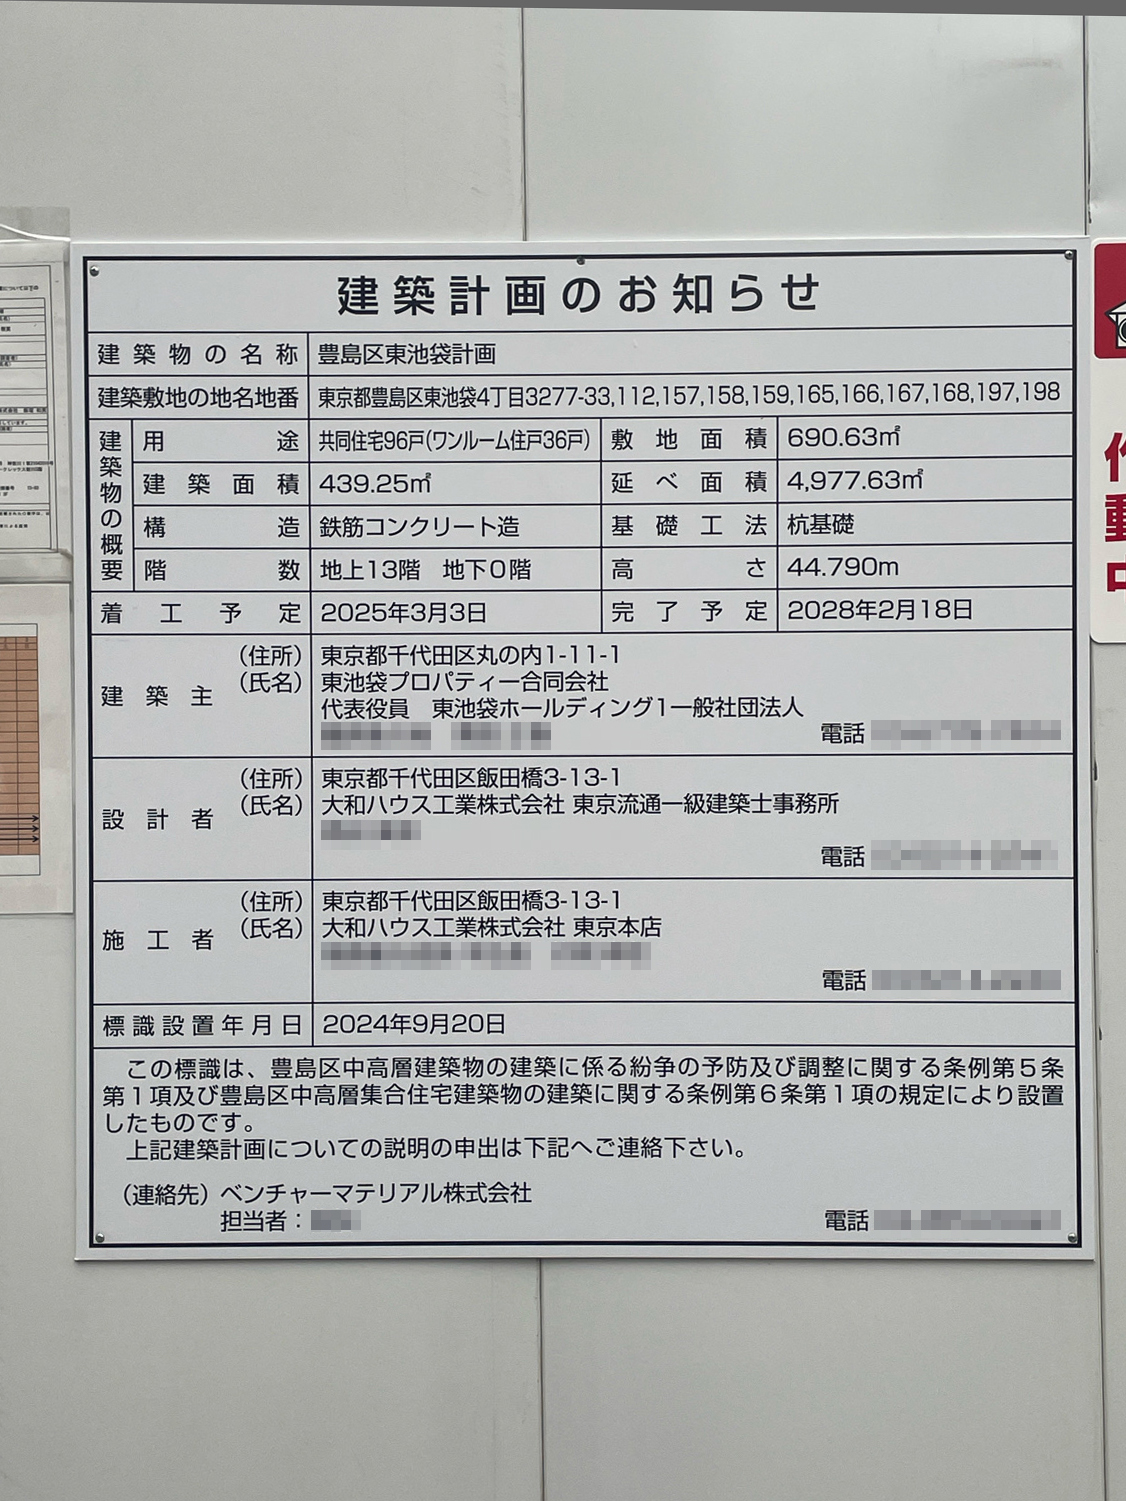 建築計画のお知らせ
建築物の名称 豊島区東池袋計画
建築敷地の地名地番 東京都豊島区東池袋4丁目3277-33,112,157,158,159,165,166,167,168,197,198
建築物の概要
用途 共同住宅96戸(ワンルーム住戸36戸) 敷地面積 690.63㎡
建築面積 439.25㎡ 延べ面積 4,977.63㎡
構造 鉄筋コンクリート造 基礎工法 杭基礎
階数 地上13階 地下0階 高さ 44.790m
着工予定 2025年3月3日 完了予定 2028年2月18日
建築主
(住所) 東京都千代田区丸の内1-11-1
(氏名) 東池袋プロパティー合同会社
代表役員 東池袋ホールディング1一般社団法人
電話
設計者
(住所) 東京都千代田区飯田橋3-13-1
(氏名) 大和ハウス工業株式会社 東京流通一級建築士事務所
電話
施工者
(住所) 東京都千代田区飯田橋3-13-1
(氏名) 大和ハウス工業株式会社 東京本店
電話
標識設置年月日 2024年9月20日
この標識は、豊島区中高層建築物の建築に係る紛争の予防及び調整に関する条例第5条
第1項及び豊島区中高層集合住宅建築物の建築に関する条例第6条第1項の規定により設置
したものです。
上記建築計画についての説明の申出は下記へご連絡下さい。
(連絡先) ベンチャーマテリアル株式会社
担当者： 電話
動
中